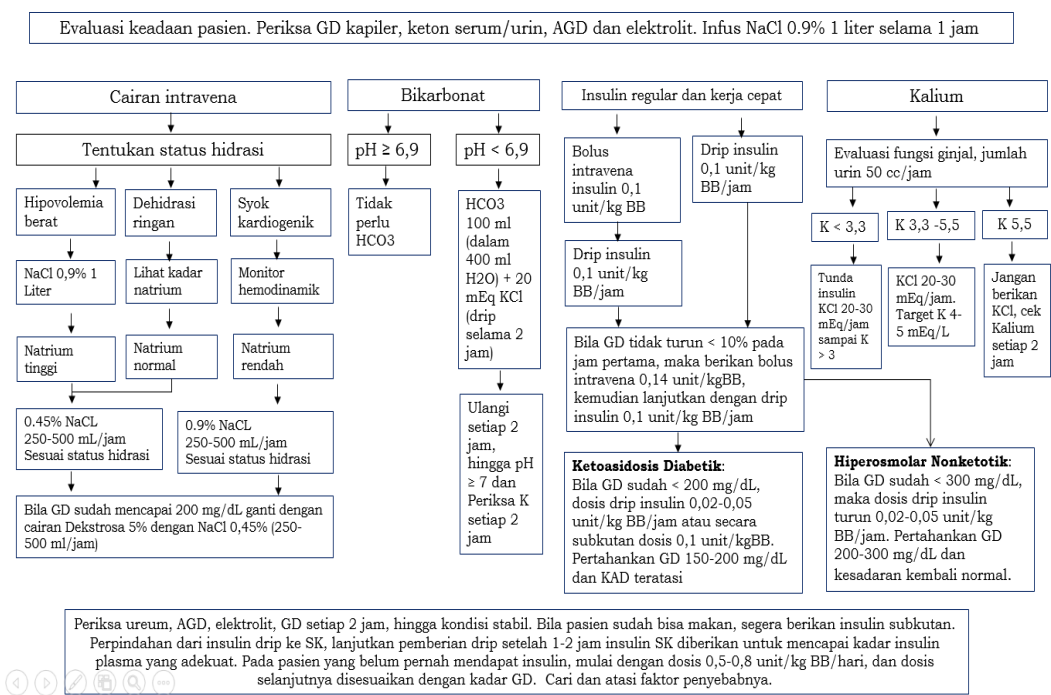 Evaluasi keadaan pasien. Periksa GD kapiler, keton serum/urin, AGD dan elektrolit. Infus NaCl 0.9% 1 liter selama 1 jam
Cairan intravena
Tentukan status hidrasi
Hipovolemia
berat
NaCl 0,9% 1
Liter
Natrium
tinggi
Dehidrasi
ringan
Lihat kadar
natrium
Natrium
normal
Syok
kardiogenik
Monitor
hemodinamik
Natrium
rendah
0.45% NaCL
250-500 mL/jam
Sesuai status hidrasi
0.9% NaCL
250-500 mL/jam
Sesuai status hidrasi
Bila GD sudah mencapai 200 mg/dL ganti dengan
cairan Dekstrosa 5% dengan NaCl 0,45% (250-
500 ml/jam)
Bikarbonat
pH ≥ 6,9
Tidak
perlu
HCO3
pH < 6,9
HCO3
100 ml
(dalam
400 ml
H2O) + 20
mEq KCl
(drip
selama 2
jam)
Ulangi
setiap 2
jam,
hingga pH
≥ 7 dan
Periksa K
setiap 2
jam
Insulin regular dan kerja cepat
Bolus
intravena
insulin 0,1
unit/kg BB
Drip insulin
0,1 unit/kg
BB/jam
Drip insulin
0,1 unit/kg
BB/jam
Bila GD tidak turun < 10% pada
jam pertama, maka berikan bolus
intravena 0,14 unit/kgBB,
kemudian lanjutkan dengan drip
insulin 0,1 unit/kg BB/jam
Ketoasidosis Diabetik:
Bila GD sudah < 200 mg/dL,
dosis drip insulin 0,02-0,05
unit/kg BB/jam atau secara
subkutan dosis 0,1 unit/kgBB.
Pertahankan GD 150-200 mg/dL
dan KAD teratasi
Kalium
Evaluasi fungsi ginjal, jumlah
urin 50 cc/jam
K < 3,3
Tunda
insulin
KCl 20-30
mEq/jam
sampai K
> 3
K 3,3 -5,5
KCl 20-30
mEq/jam.
Target K 4-
5 mEq/L
K 5,5
Jangan
berikan
KCl, cek
Kalium
setiap 2
jam
Hiperosmolar Nonketotik:
Bila GD sudah < 300 mg/dL,
maka dosis drip insulin
turun 0,02-0,05 unit/kg
BB/jam. Pertahankan GD
200-300 mg/dL dan
kesadaran kembali normal.
Periksa ureum, AGD, elektrolit, GD setiap 2 jam, hingga kondisi stabil. Bila pasien sudah bisa makan, segera berikan insulin subkutan.
Perpindahan dari insulin drip ke SK, lanjutkan pemberian drip setelah 1-2 jam insulin SK diberikan untuk mencapai kadar insulin
plasma yang adekuat. Pada pasien yang belum pernah mendapat insulin, mulai dengan dosis 0,5-0,8 unit/kg BB/hari, dan dosis
selanjutnya disesuaikan dengan kadar GD. Cari dan atasi faktor penyebabnya.